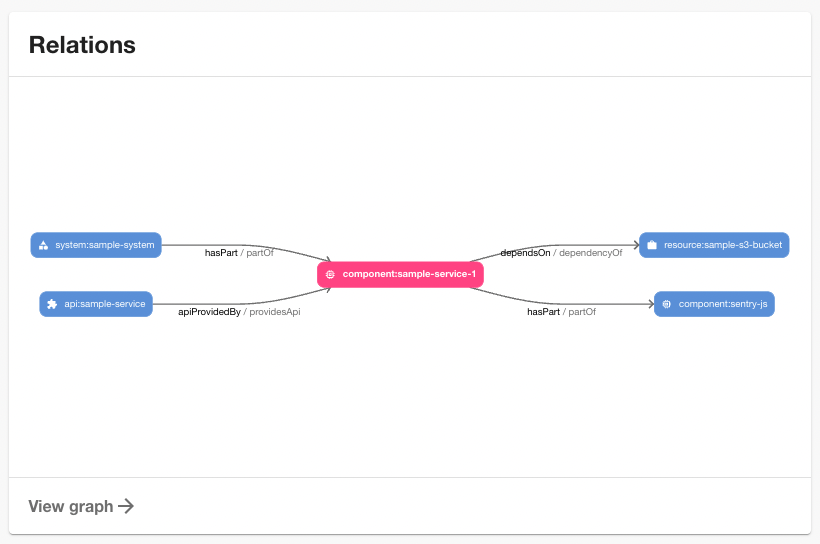 Relations
system:sample-system
hasPart / partOf
api:sample-service
apiProvidedBy / providesApi
component:sample-service-1
dependsOn / dependencyOf
resource:sample-s3-bucket
hasPart / partOf
component:sentry-js
View graph